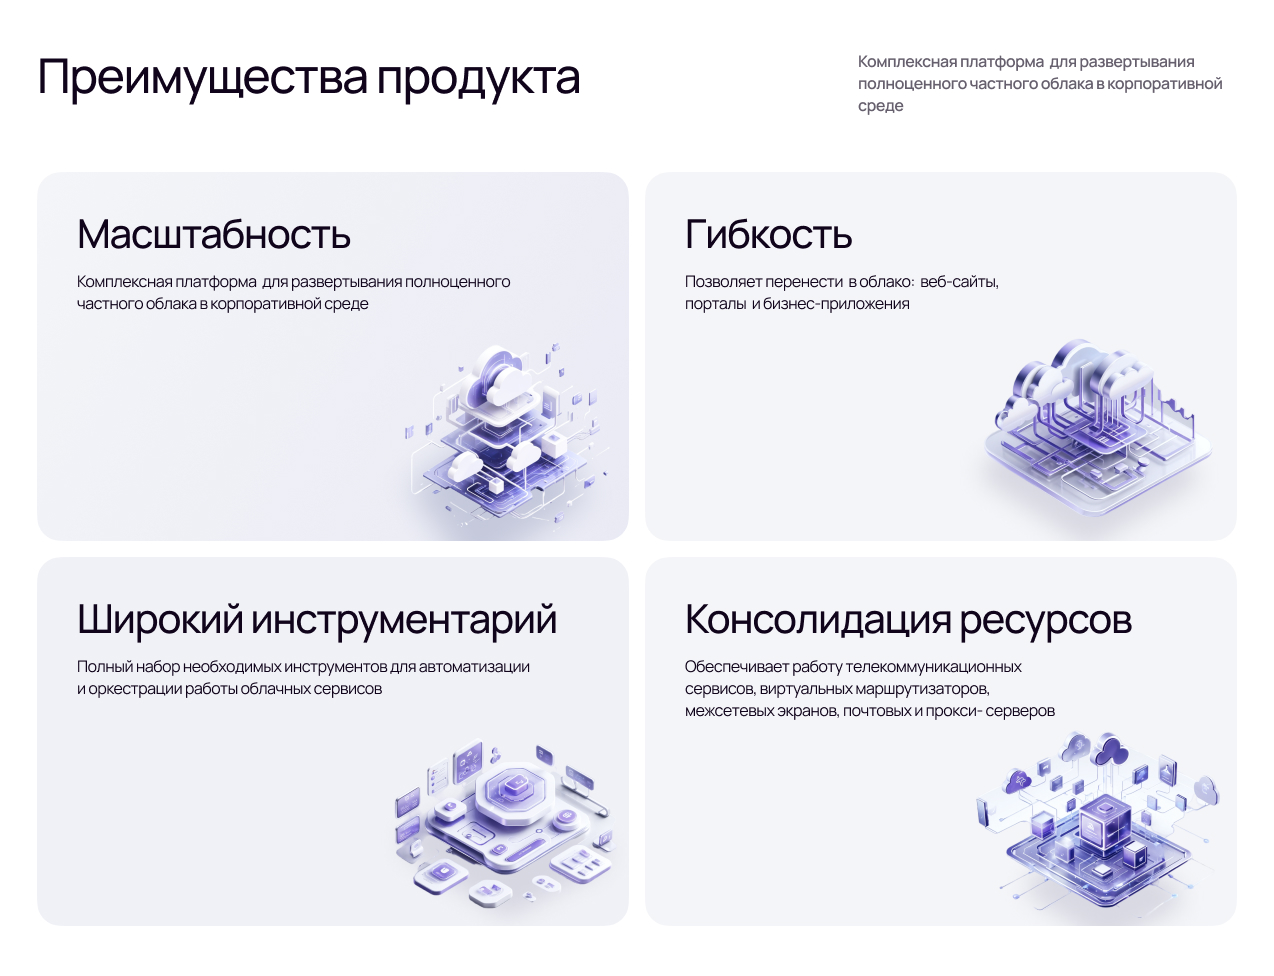 Преимущества продукта
Комплексная платформа для развертывания
полноценного частного облака в корпоративной
среде
Масштабность
Комплексная платформа для развертывания полноценного
частного облака в корпоративной среде
Гибкость
Позволяет перенести в облако: веб-сайты,
порталы и бизнес-приложения
Широкий инструментарий
Полный набор необходимых инструментов для автоматизации
и оркестрации работы облачных сервисов
Консолидация ресурсов
Обеспечивает работу телекоммуникационных
сервисов, виртуальных маршрутизаторов,
межсетевых экранов, почтовых и прокси- серверов